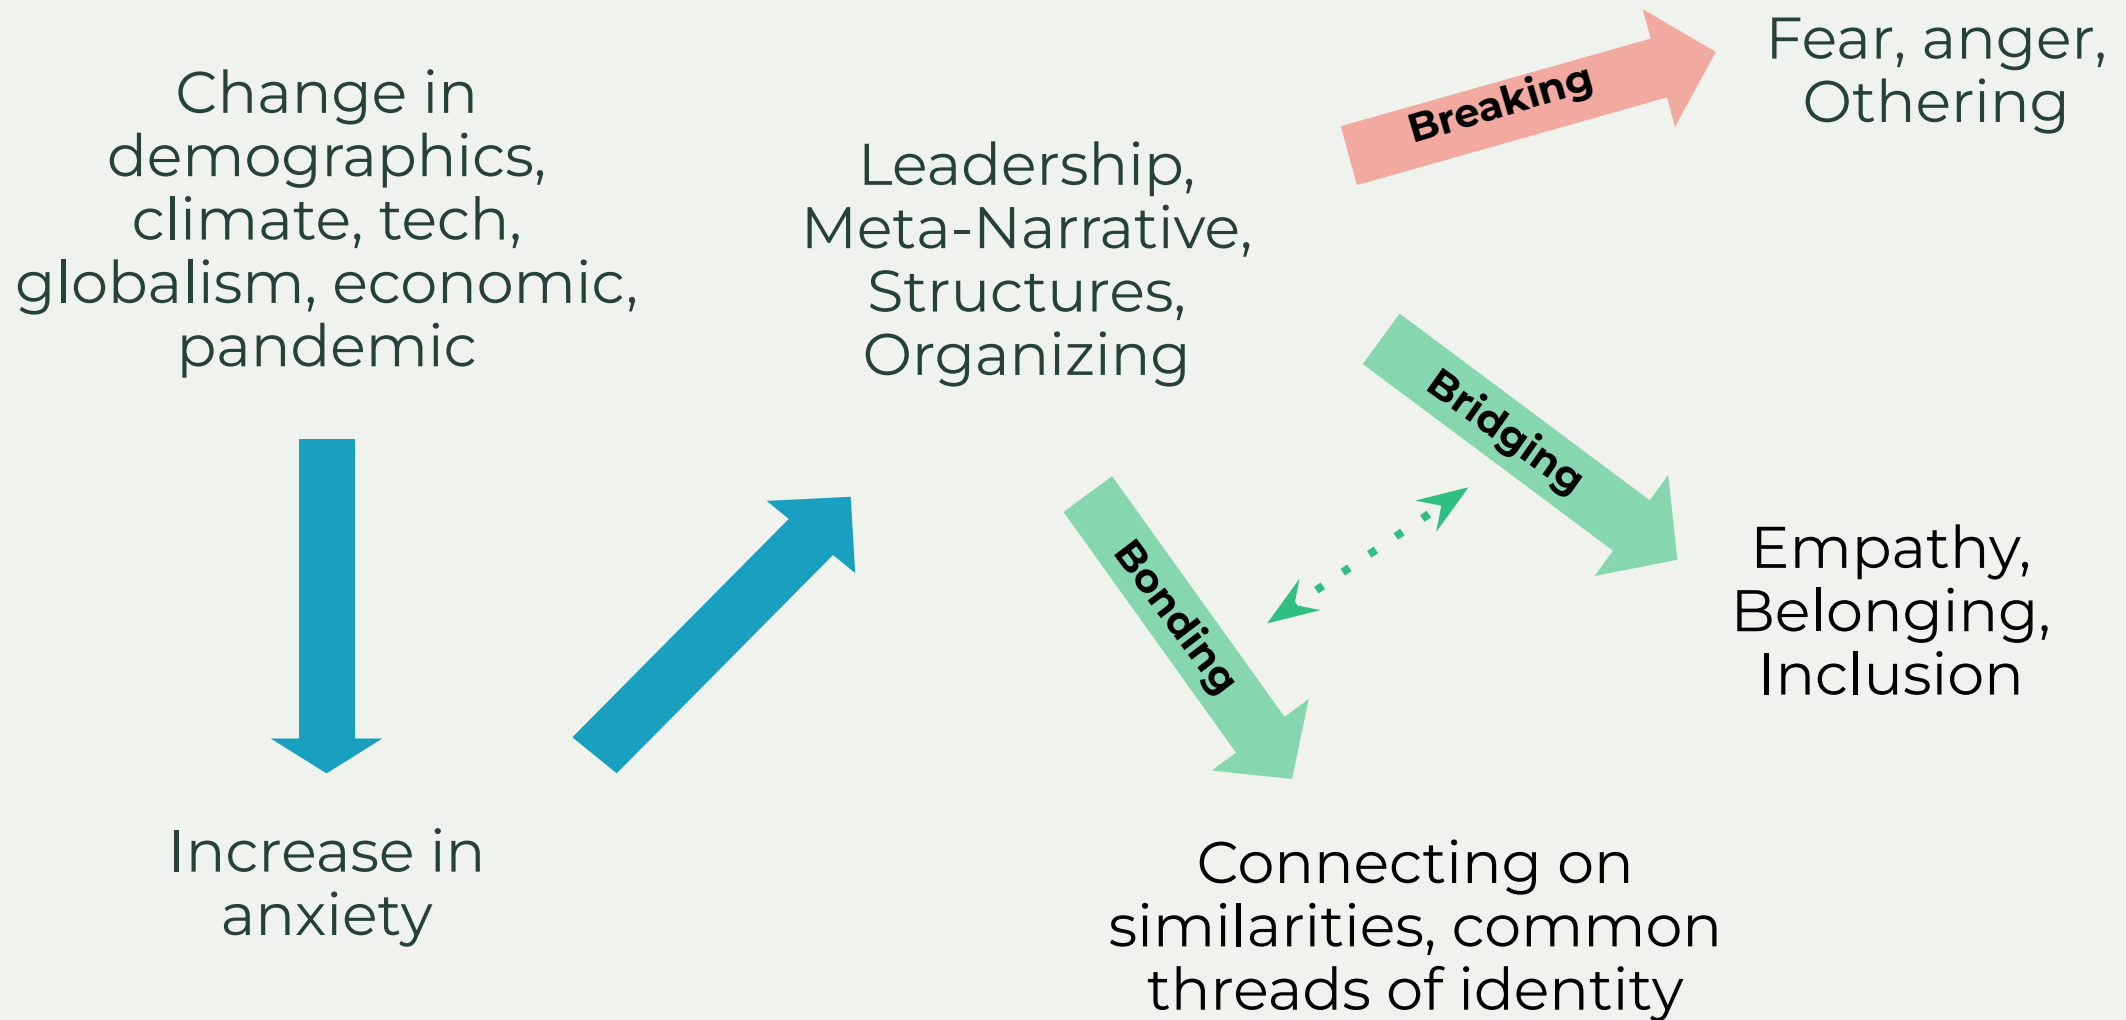 Change in
demographics,
climate, tech,
globalism, economic,
pandemic
Increase in
anxiety
Leadership,
Meta-Narrative,
Structures,
Organizing
Breaking
Fear, anger,
Othering
Bridging
Empathy,
Belonging,
Inclusion
Bonding
Connecting on
similarities, common
threads of identity